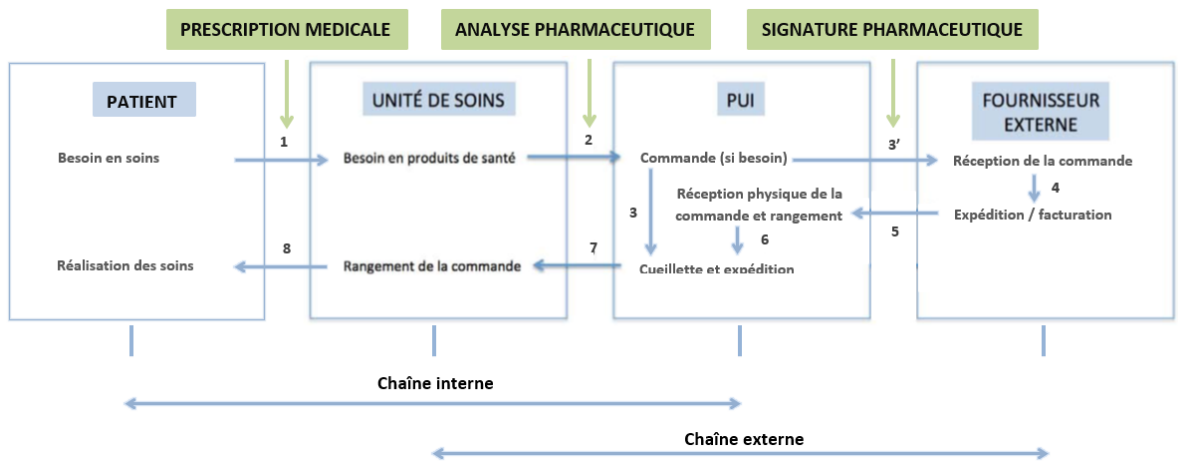 PRESCRIPTION MEDICALE
ANALYSE PHARMACEUTIQUE
SIGNATURE PHARMACEUTIQUE
PATIENT
UNITÉ DE SOINS
PUI
FOURNISSEUR
EXTERNE
1
2
3’
Besoin en soins
Besoin en produits de santé
Commande (si besoin)
Réception de la commande
4
3
Réception physique de la
commande et rangement
Expédition / facturation
5
6
8
7
Réalisation des soins
Rangement de la commande
Cueillette et expédition
Chaîne interne
Chaîne externe